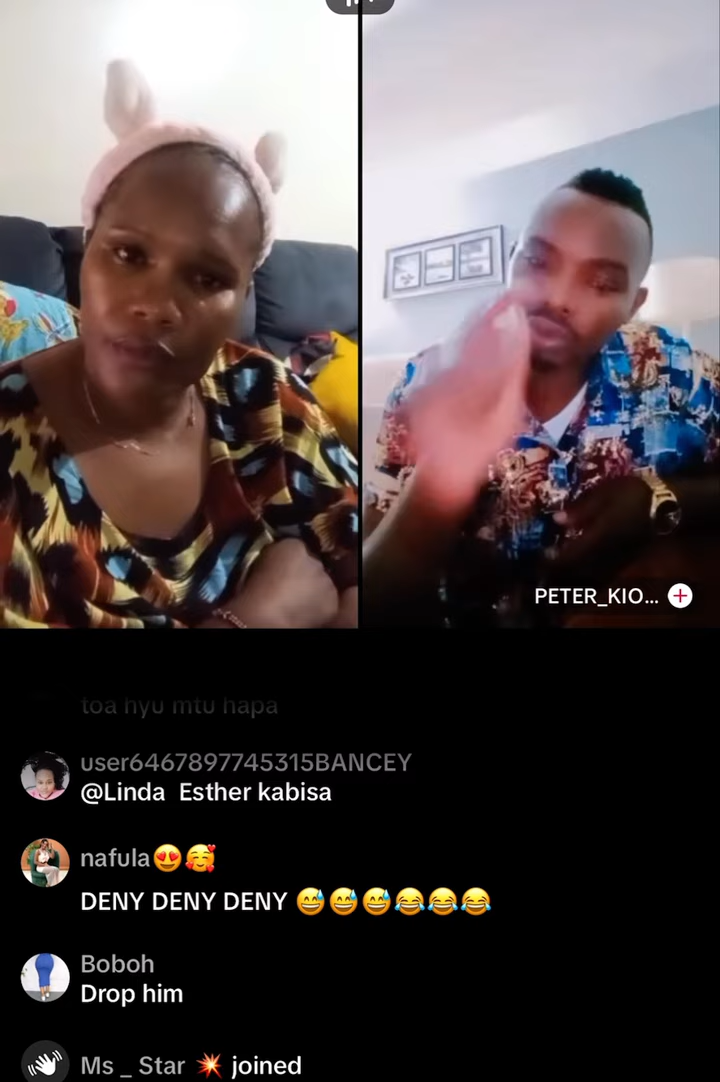 PETER_KIO...
toa hyu mtu hapa
user6467897745315BANCEY
@Linda Esther kabisa
nafula😍🥰
DENY DENY DENY 😅😅😅😂😂😂
Boboh
Drop him
Ms _ Star 💥 joined